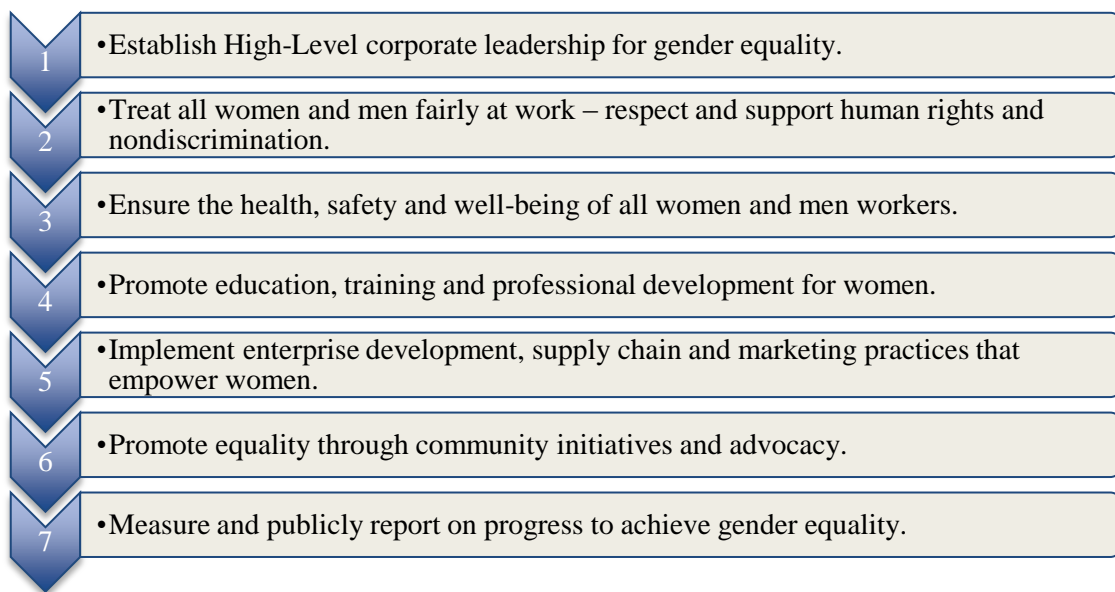 1
•Establish High-Level corporate leadership for gender equality.
2
•Treat all women and men fairly at work – respect and support human rights and
nondiscrimination.
3
•Ensure the health, safety and well-being of all women and men workers.
4
•Promote education, training and professional development for women.
5
•Implement enterprise development, supply chain and marketing practices that
empower women.
6
•Promote equality through community initiatives and advocacy.
7
•Measure and publicly report on progress to achieve gender equality.